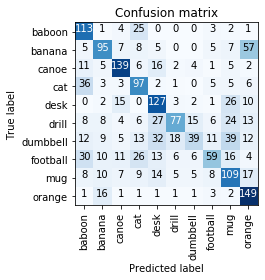 Confusion matrix
True label
baboon 113 1 4 25 0 0 0 3 2 1
banana 5 95 7 8 5 0 0 5 7 57
canoe 11 5 139 6 16 2 4 1 5 2
cat 36 3 3 97 2 1 0 5 5 6
desk 0 2 15 0 127 3 2 1 26 10
drill 8 8 4 6 27 77 15 6 24 13
dumbbell 12 9 5 13 32 18 39 11 39 12
football 30 10 11 26 13 6 6 59 16 4
mug 8 10 7 9 14 5 5 8 109 17
orange 1 16 1 1 1 1 3 2 149
baboon banana canoe cat desk drill dumbbell football mug orange
Predicted label